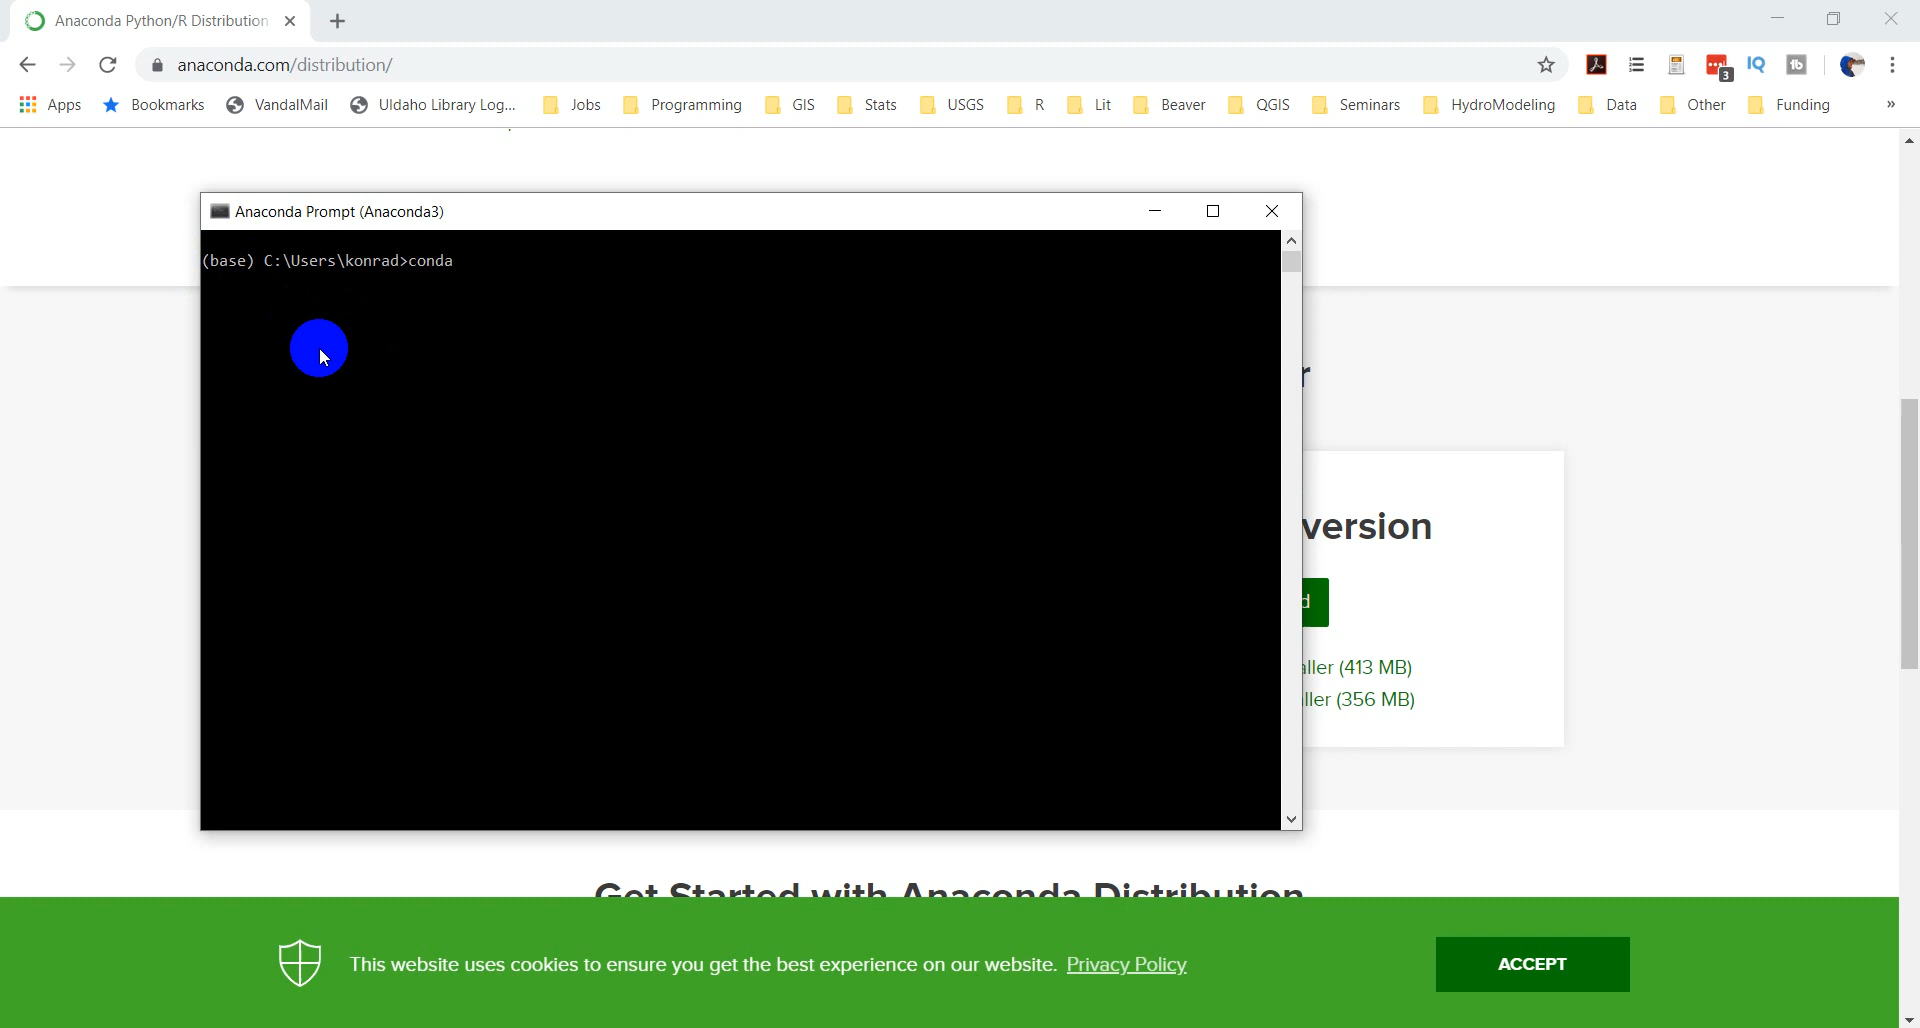 Anaconda Python/R Distribution
anaconda.com/distribution/
3
IQ
tb
Apps Bookmarks VandalMail UIdaho Library Log... Jobs Programming GIS Stats USGS R Lit Beaver QGIS Seminars HydroModeling Data Other Funding »
Anaconda Prompt (Anaconda3)
(base) C:\Users\konrad>conda
r
version
d
ller (413 MB)
ller (356 MB)
Get Started with Anaconda Distribution
This website uses cookies to ensure you get the best experience on our website. Privacy Policy
ACCEPT